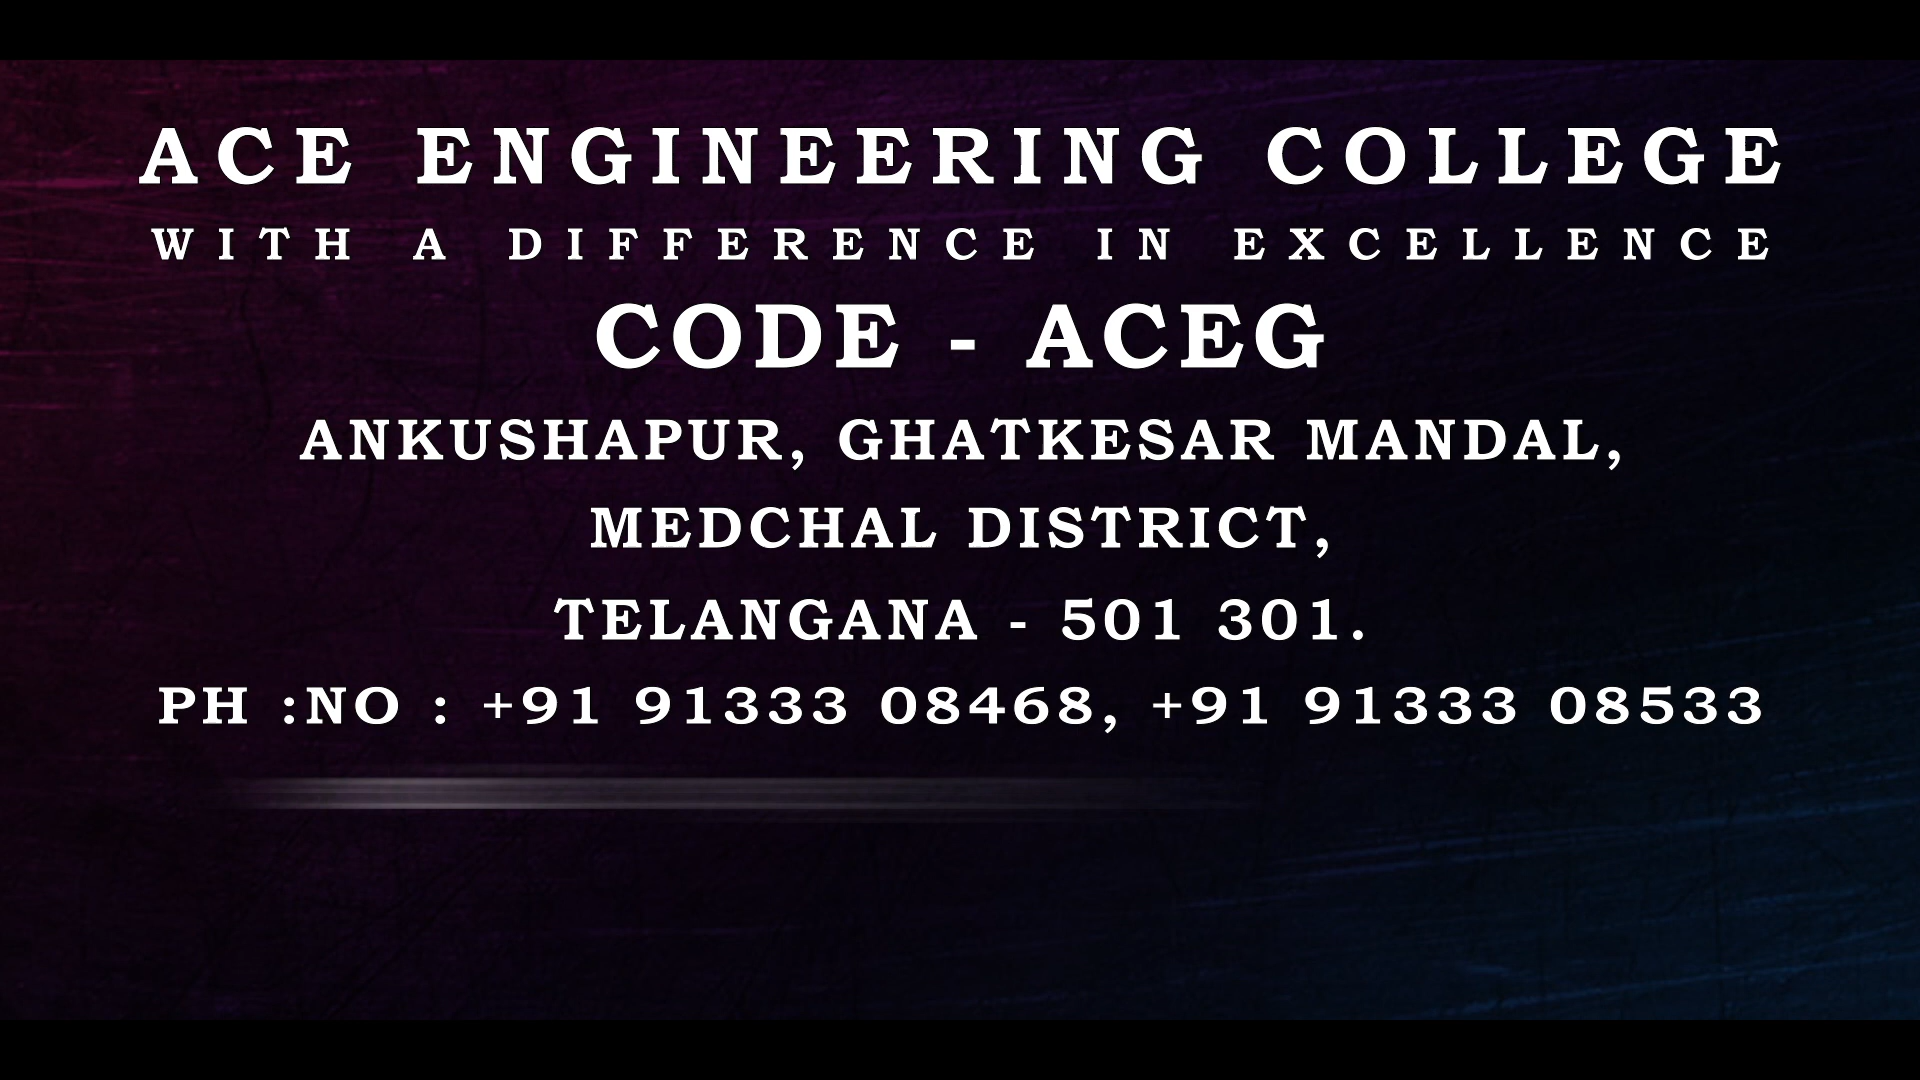 ACE ENGINEERING COLLEGE
WITH A DIFFERENCE IN EXCELLENCE
CODE - ACEG
ANKUSHAPUR, GHATKESAR MANDAL,
MEDCHAL DISTRICT,
TELANGANA - 501 301.
PH :NO : +91 91333 08468, +91 91333 08533